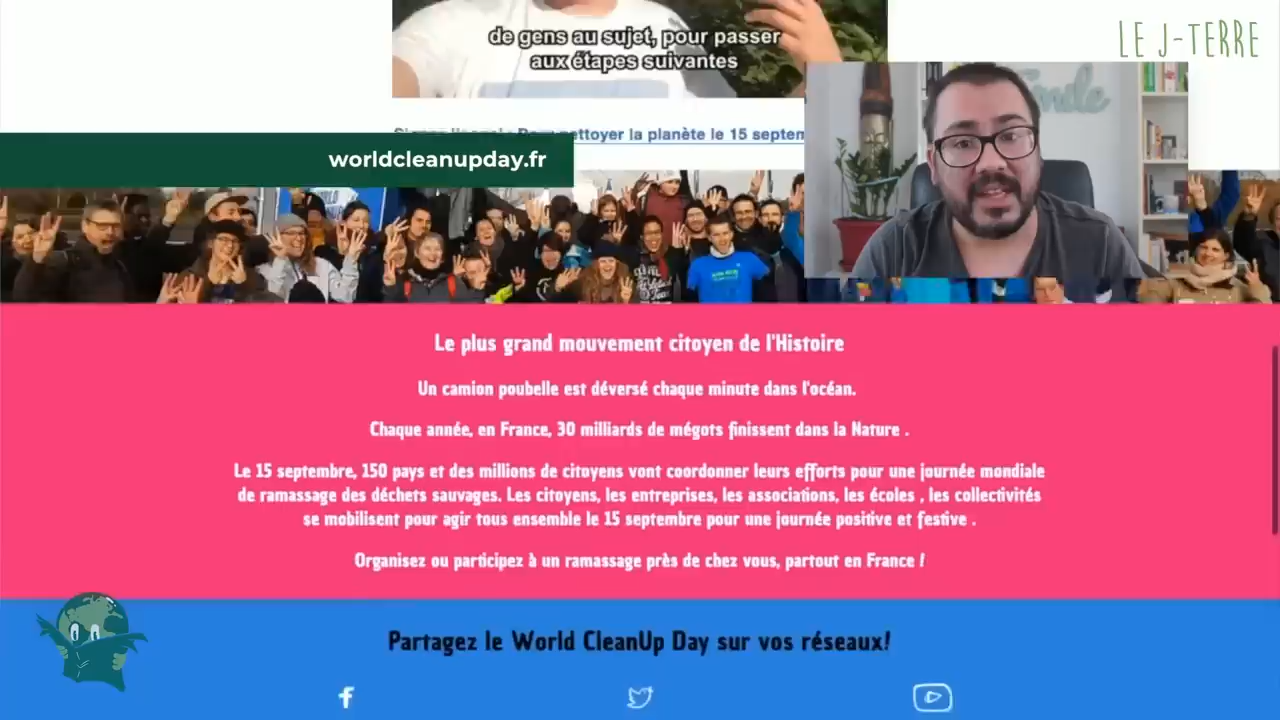 de gens au sujet, pour passer
aux étapes suivantes
LE J-TERRE
nettoyer la planète le 15 septem
worldcleanupday.fr
Le plus grand mouvement citoyen de l'Histoire
Un camion poubelle est déversé chaque minute dans l'océan.
Chaque année, en France, 30 milliards de mégots finissent dans la Nature .
Le 15 septembre, 150 pays et des millions de citoyens vont coordonner leurs efforts pour une journée mondiale
de ramassage des déchets sauvages. Les citoyens, les entreprises, les associations, les écoles , les collectivités
se mobilisent pour agir tous ensemble le 15 septembre pour une journée positive et festive .
Organisez ou participez à un ramassage près de chez vous, partout en France !
Partagez le World CleanUp Day sur vos réseaux!